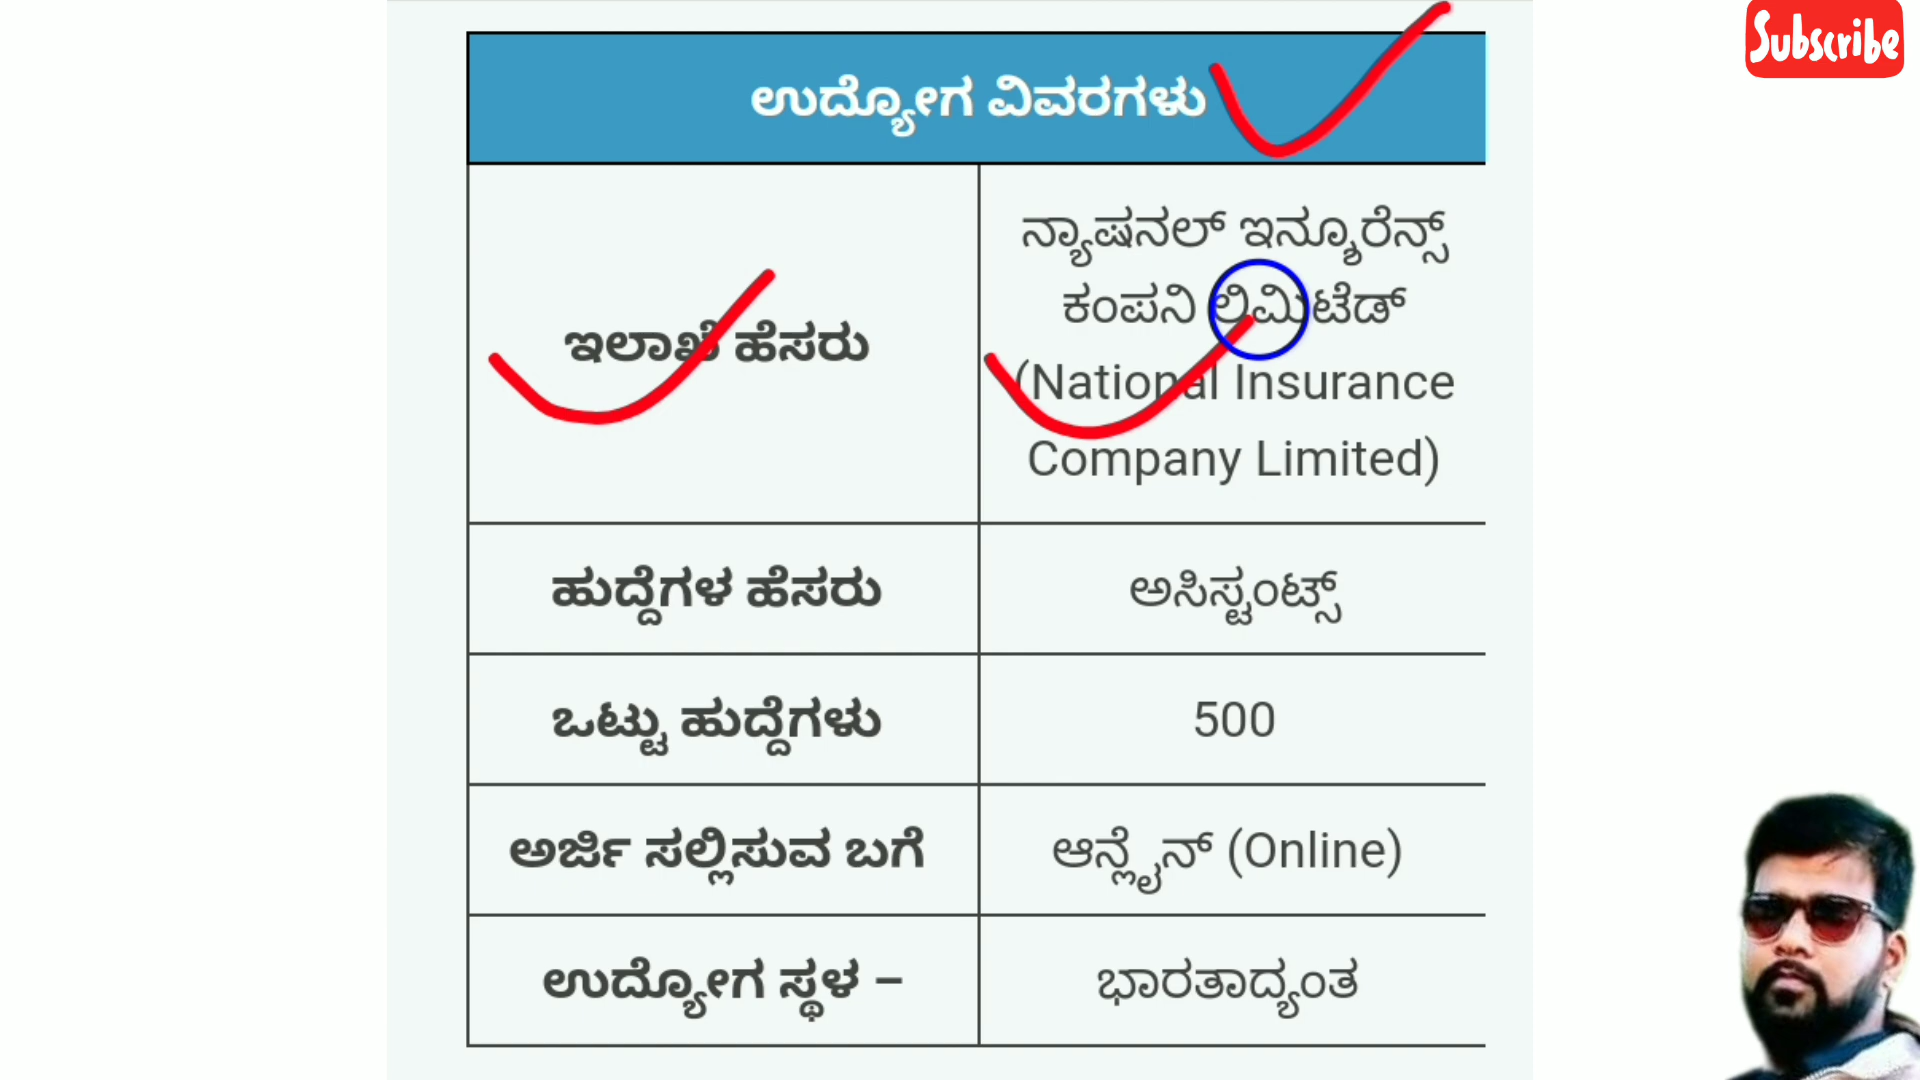 Subscribe
ಉದ್ಯೋಗ ವಿವರಗಳು
ಇಲಾಖೆ ಹೆಸರು
ನ್ಯಾಷನಲ್ ಇನ್ಶೂರೆನ್ಸ್
ಕಂಪನಿ ಲಿಮಿಟೆಡ್
(National Insurance
Company Limited)
ಹುದ್ದೆಗಳ ಹೆಸರು
ಅಸಿಸ್ಟಂಟ್ಸ್
ಒಟ್ಟು ಹುದ್ದೆಗಳು
500
ಅರ್ಜಿ ಸಲ್ಲಿಸುವ ಬಗೆ
ಆನ್ಲೈನ್ (Online)
ಉದ್ಯೋಗ ಸ್ಥಳ –
ಭಾರತಾದ್ಯಂತ